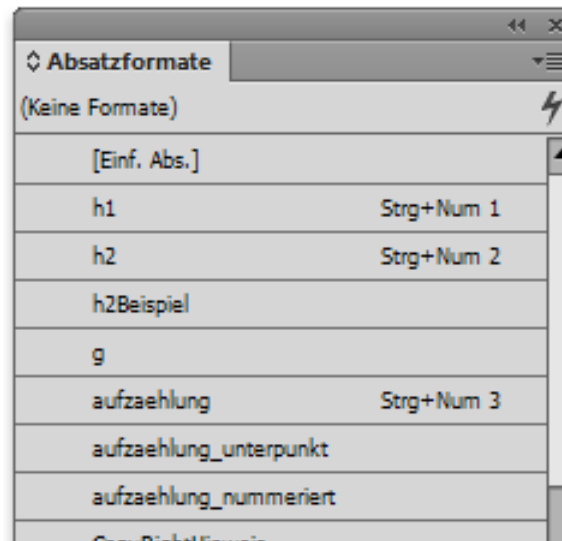 Absatzformate
(Keine Formate)
[Einf. Abs.]
h1 Strg+Num 1
h2 Strg+Num 2
h2Beispiel
g
aufzaehlung Strg+Num 3
aufzaehlung_unterpunkt
aufzaehlung_nummeriert